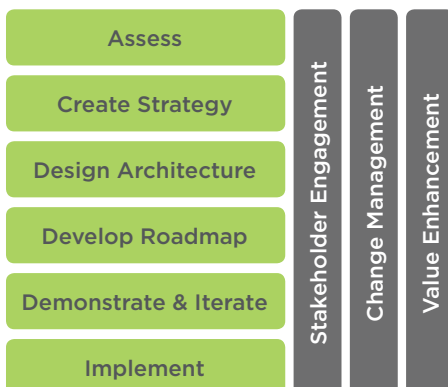 Assess
Create Strategy
Design Architecture
Develop Roadmap
Demonstrate & Iterate
Implement
Stakeholder Engagement
Change Management
Value Enhancement